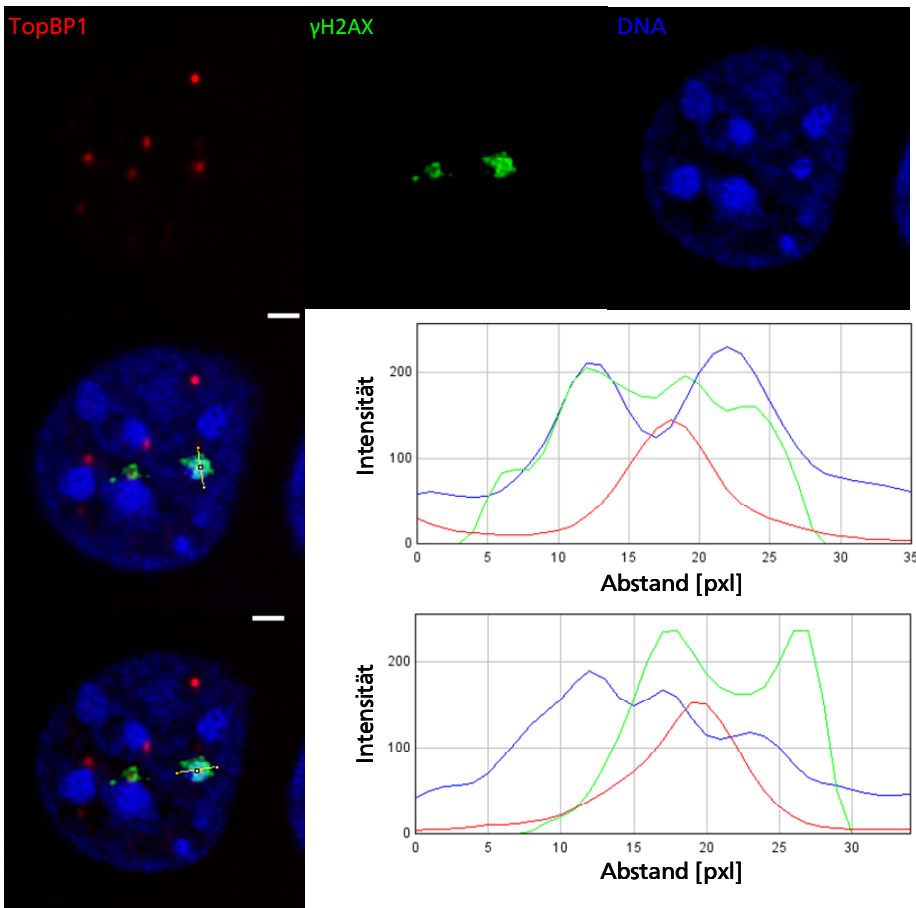 TopBP1
γH2AX
DNA
Intensität
200
100
0
0 5 10 15 20 25 30 35
Abstand [pxl]
Intensität
200
100
0
0 5 10 15 20 25 30
Abstand [pxl]